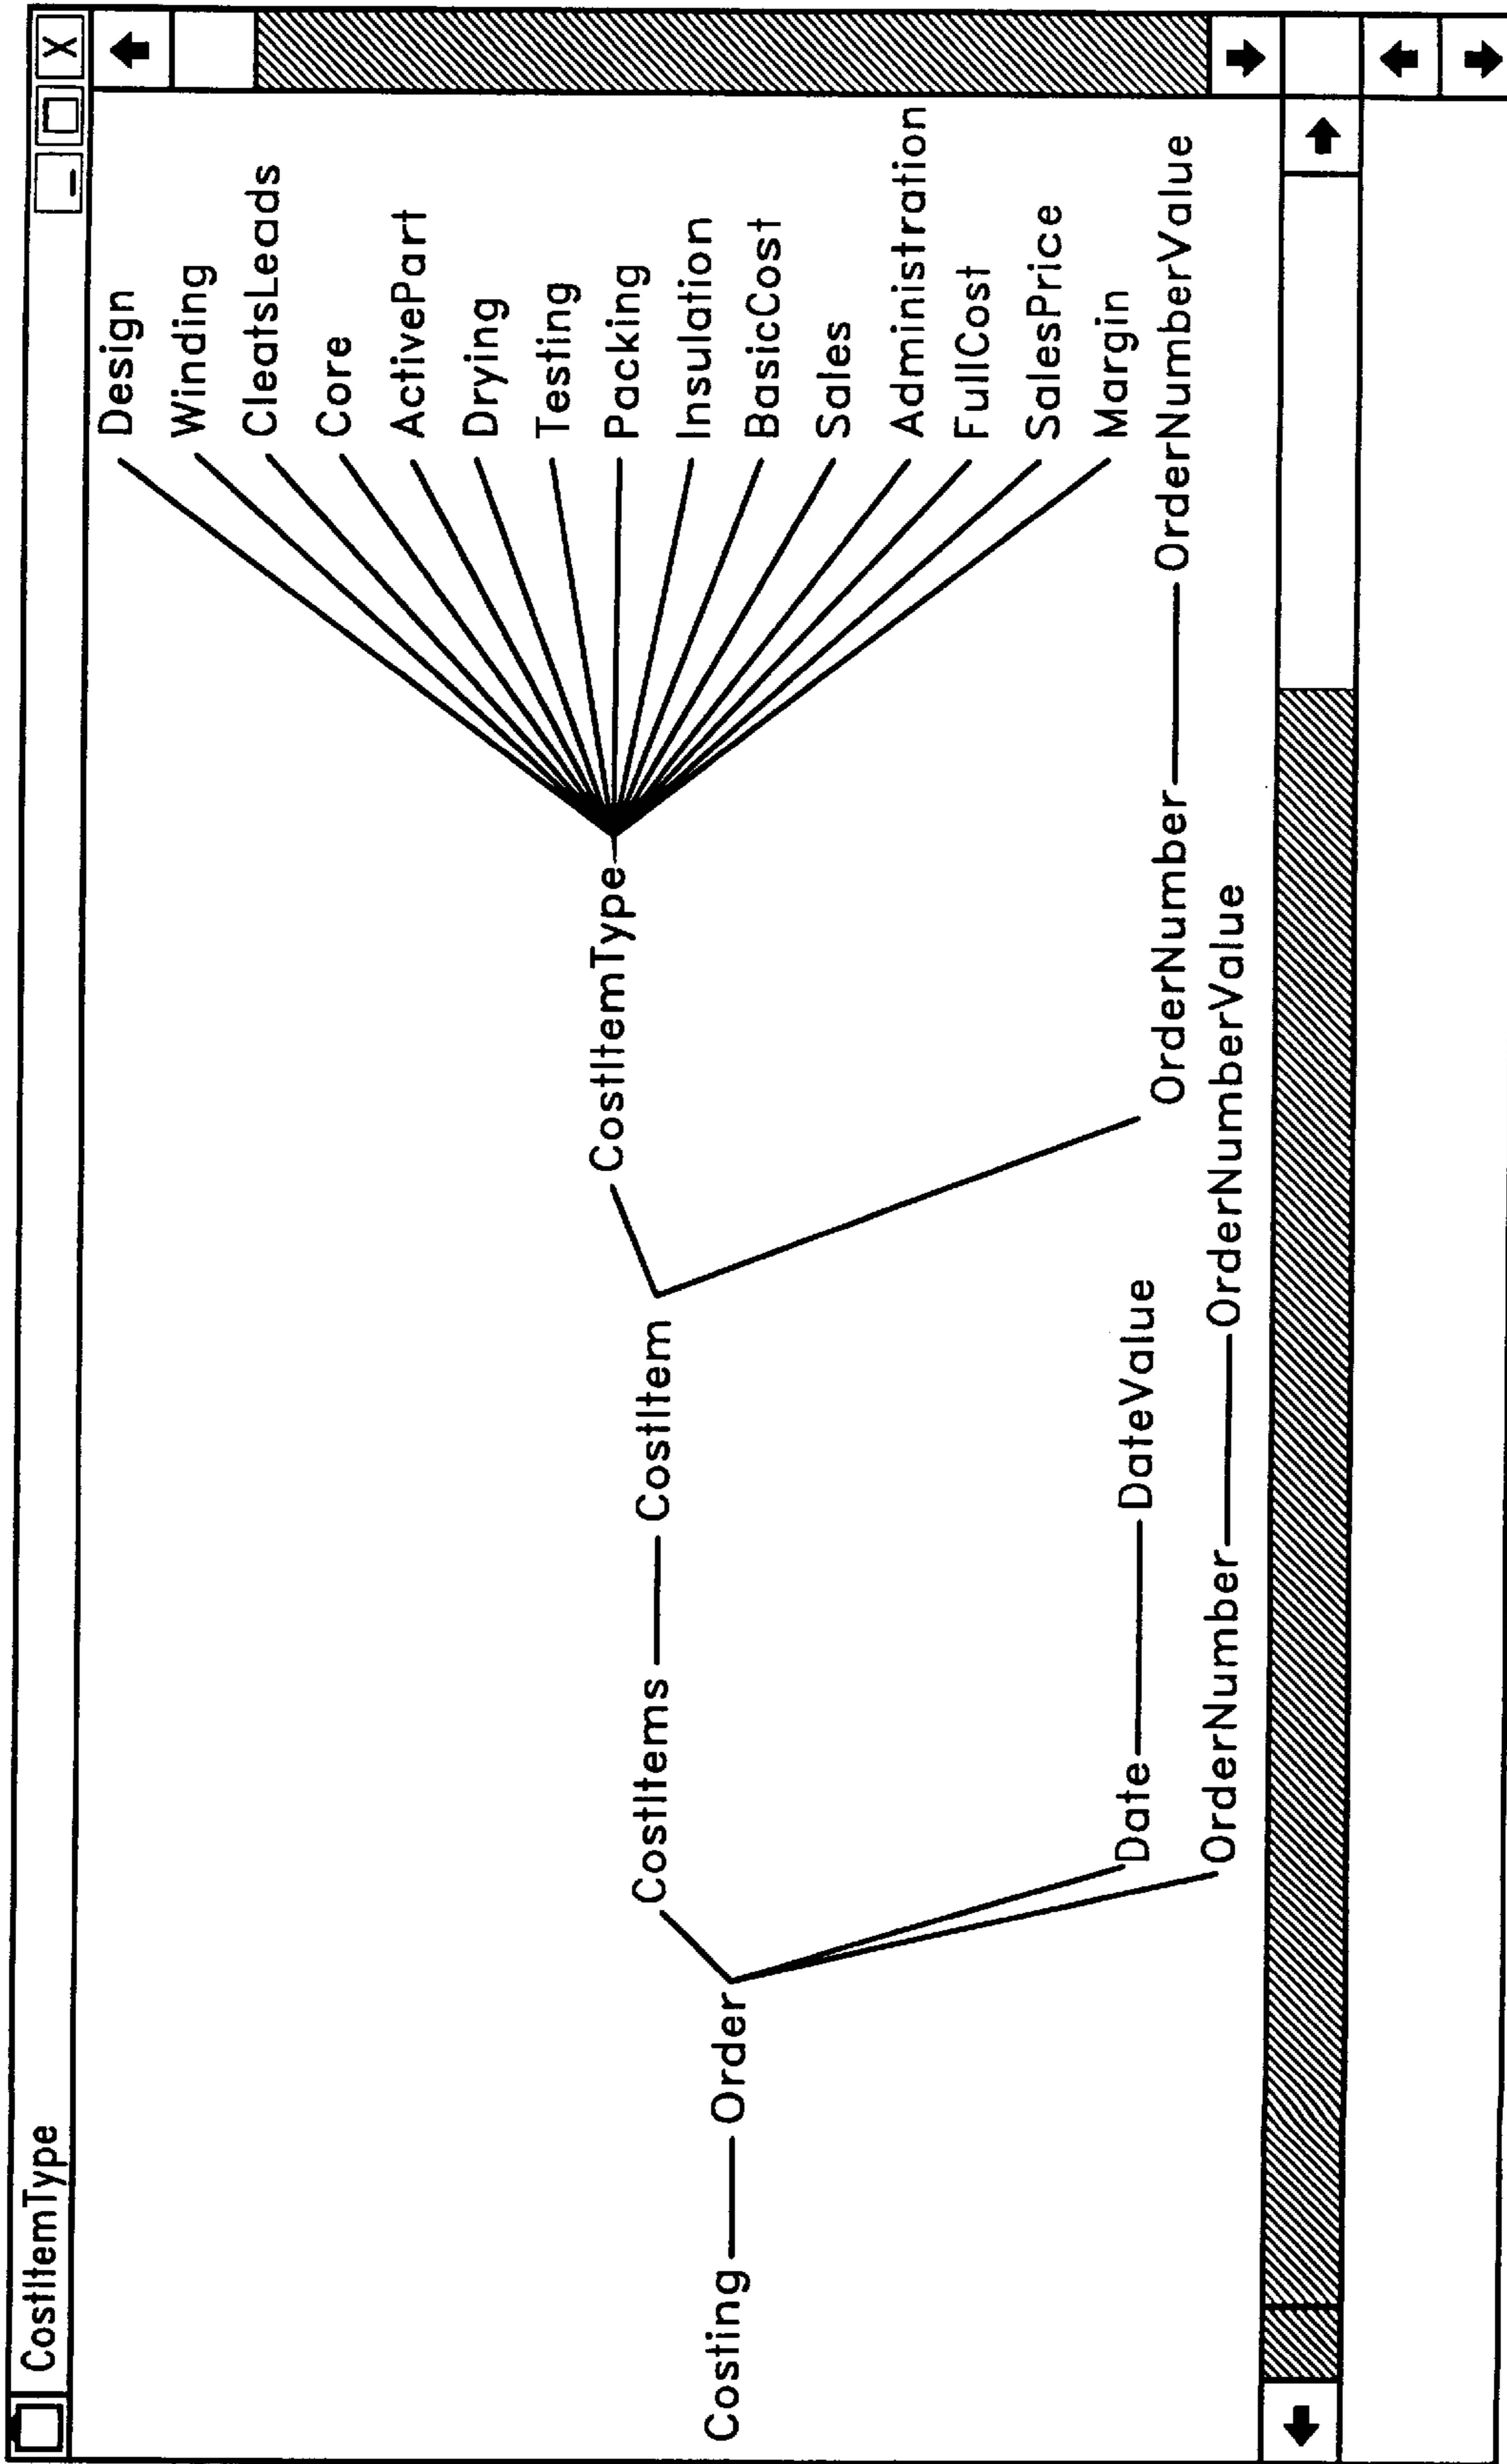 CostItemType
X
Design
Winding
CleatsLeads
Core
ActivePart
Drying
Testing
Packing
Insulation
BasicCost
Sales
Administration
FullCost
SalesPrice
Margin
CostItemType
Costing Order CostItems CostItem
Date DateValue
OrderNumber OrderNumberValue
OrderNumber OrderNumberValue